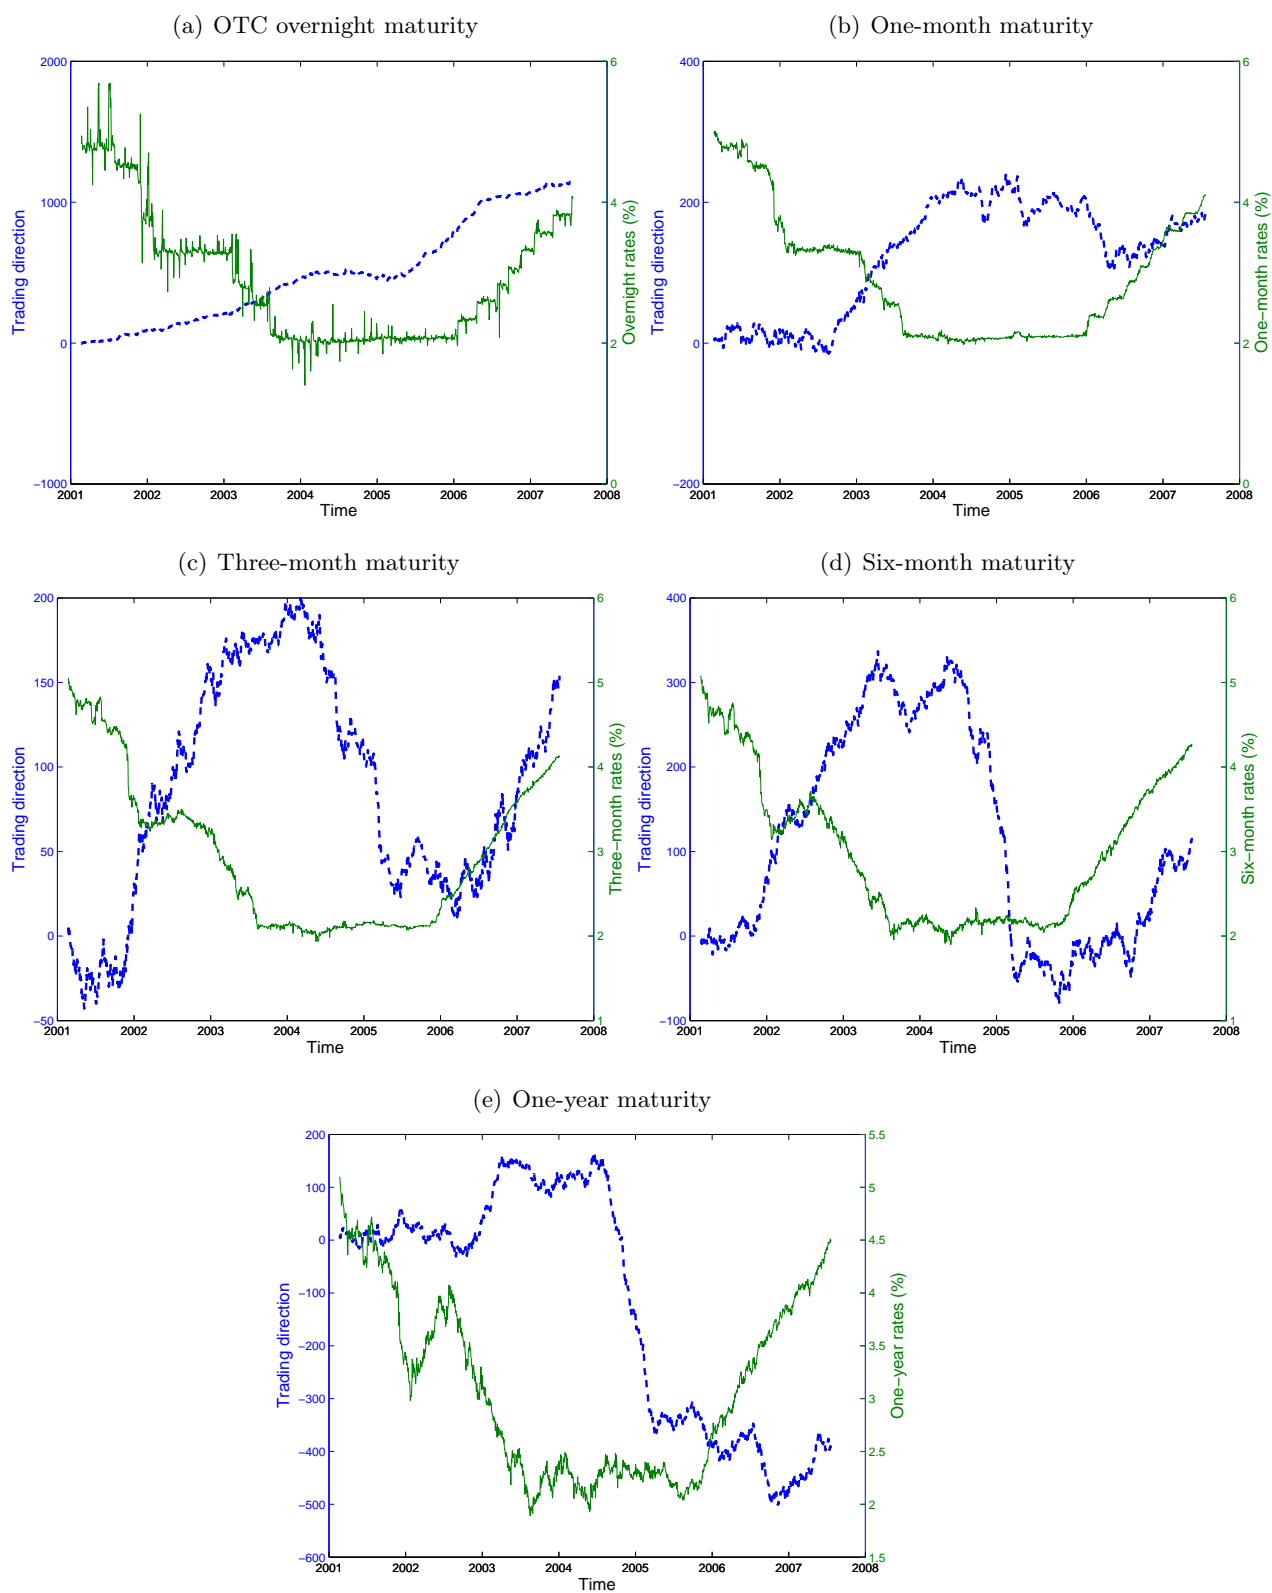 (a) OTC overnight maturity
(b) One-month maturity
2000
1000
0
−1000
Trading direction
6
4
2
0
Overnight rates (%)
2001 2002 2003 2004 2005 2006 2007 2008
Time
400
300
200
100
0
−100
−200
Trading direction
6
4
2
0
One−month rates (%)
2001 2002 2003 2004 2005 2006 2007 2008
Time
(c) Three-month maturity
(d) Six-month maturity
200
150
100
50
0
−50
Trading direction
6
5
4
3
2
1
Three−month rates (%)
2001 2002 2003 2004 2005 2006 2007 2008
Time
400
300
200
100
0
−100
Trading direction
6
5
4
3
2
1
Six−month rates (%)
2001 2002 2003 2004 2005 2006 2007 2008
Time
(e) One-year maturity
200
100
0
−100
−200
−300
−400
−500
−600
Trading direction
5.5
5
4.5
4
3.5
3
2.5
2
1.5
One−year rates (%)
2001 2002 2003 2004 2005 2006 2007 2008
Time